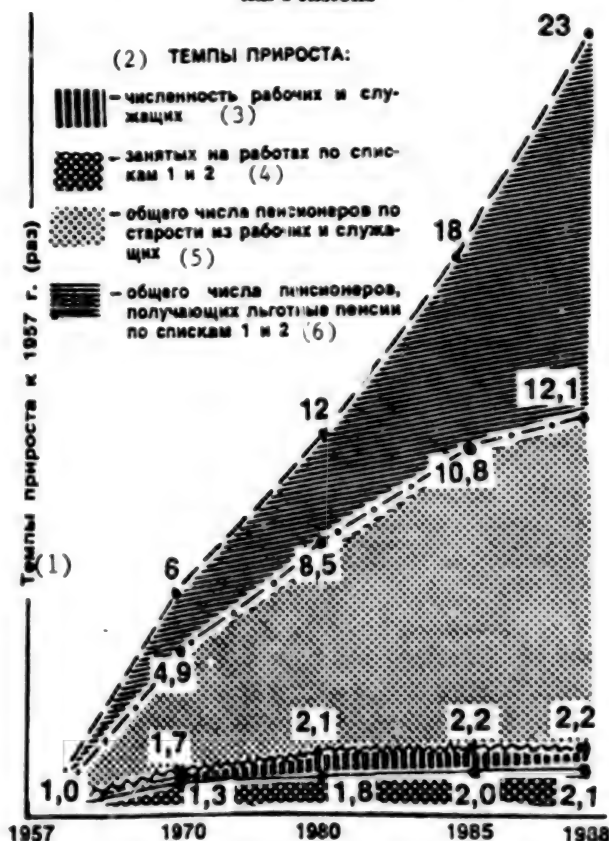 (2) ТЕМПЫ ПРИРОСТА:
– численность рабочих и слу-
жащих (3)
– занятых на работах по спис-
кам 1 и 2 (4)
– общего числа пенсионеров по
старости из рабочих и служа-
щих (5)
– общего числа пенсионеров,
получающих льготные пенсии
по спискам 1 и 2 (6)
Темпы прироста к 1957 г. (раз)
(1)
23
18
12
12,1
10,8
6
8,5
4,9
1,7
2,1
2,2
2,2
1,0
1,3
1,8
2,0
2,1
1957 1970 1980 1985 1988